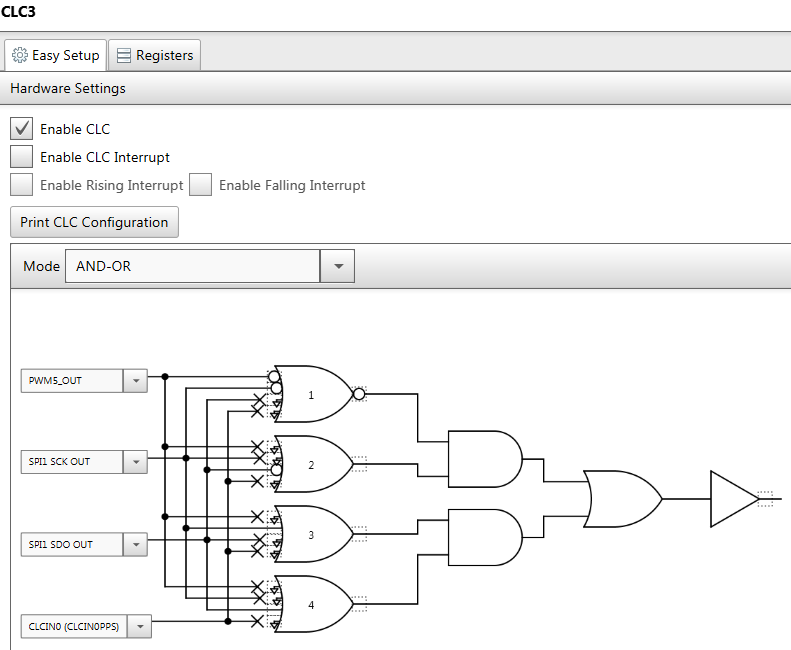 CLC3
Easy Setup Registers
Hardware Settings
Enable CLC
Enable CLC Interrupt
Enable Rising Interrupt Enable Falling Interrupt
Print CLC Configuration
Mode AND-OR
PWM5_OUT
1
SPI1 SCK OUT
2
SPI1 SDO OUT
3
CLCIN0 (CLCIN0PPS)
4